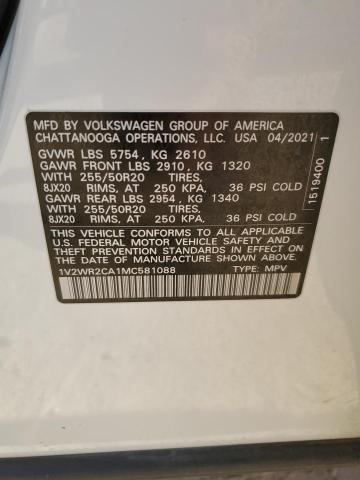 MFD BY VOLKSWAGEN GROUP OF AMERICA
CHATTANOOGA OPERATIONS, LLC. USA 04/2021
GVWR LBS 5754, KG 2610
GAWR FRONT LBS 2910, KG 1320
WITH 255/50R20 TIRES,
8JX20 RIMS, AT 250 KPA, 36 PSI COLD
GAWR REAR LBS 2954, KG 1340
WITH 255/50R20 TIRES,
8JX20 RIMS, AT 250 KPA, 36 PSI COLD
THIS VEHICLE CONFORMS TO ALL APPLICABLE
U.S. FEDERAL MOTOR VEHICLE SAFETY AND
THEFT PREVENTION STANDARDS IN EFFECT
ON THE DATE OF MANUFACTURE SHOWN ABOVE.
1V2WR2CA1MC581088 TYPE: MPV
1519400 1